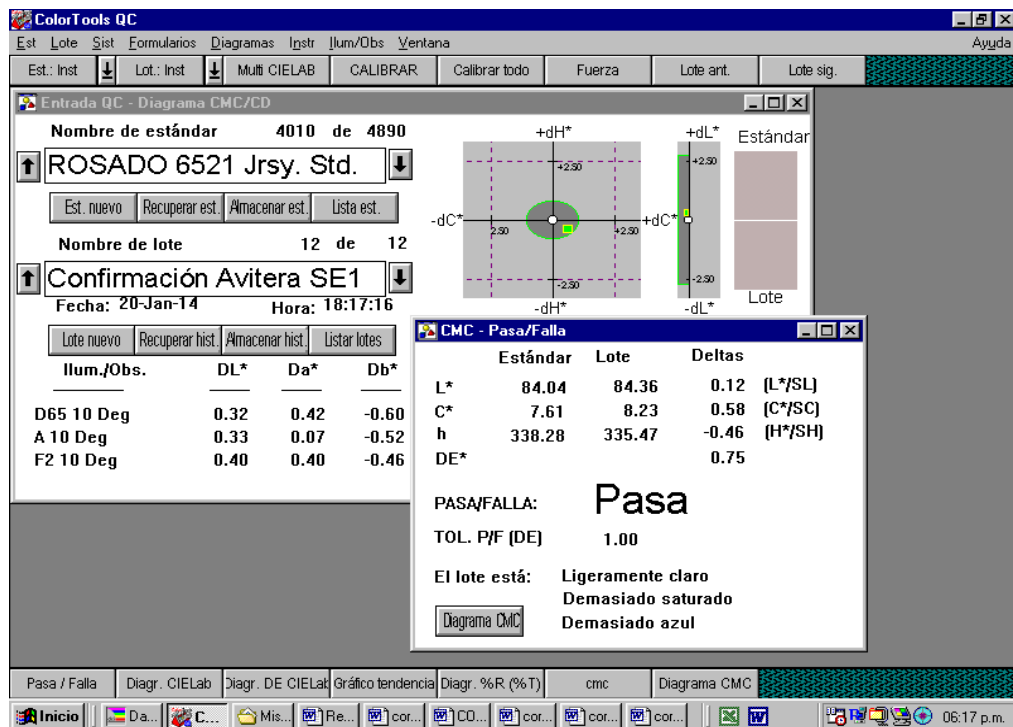 ColorTools QC
Est Lote Sist Formularios Diagramas Instr Ilum/Obs Ventana Ayuda
Est.: Inst Lot.: Inst Multi CIELAB CALIBRAR Calibrar todo Fuerza Lote ant. Lote sig.
Entrada QC - Diagrama CMC/CD
Nombre de estándar 4010 de 4890
ROSADO 6521 Jrsy. Std.
Est. nuevo Recuperar est. Almacenar est. Lista est.
Nombre de lote 12 de 12
Confirmación Avitera SE1
Fecha: 20-Jan-14 Hora: 18:17:16
Lote nuevo Recuperar hist. Almacenar hist. Listar lotes
Ilum./Obs. DL* Da* Db*
D65 10 Deg 0.32 0.42 -0.60
A 10 Deg 0.33 0.07 -0.52
F2 10 Deg 0.40 0.40 -0.46
+dH* +dL* Estándar
+2.50 +2.50
-dC* +dC*
2.50 +2.50
-2.50 -2.50
-dH* -dL* Lote
CMC - Pasa/Falla
Estándar Lote Deltas
L* 84.04 84.36 0.12 (L*/SL)
C* 7.61 8.23 0.58 (C*/SC)
h 338.28 335.47 -0.46 (H*/SH)
DE* 0.75
PASA/FALLA: Pasa
TOL. P/F (DE) 1.00
El lote está: Ligeramente claro
Demasiado saturado
Diagrama CMC Demasiado azul
Pasa / Falla Diagr. CIELab Diagr. DE CIELab Gráfico tendencia Diagr. %R (%T) cmc Diagrama CMC
Inicio Da... C... Mis... Re... cor... CO... cor... cor... cor... 06:17 p.m.